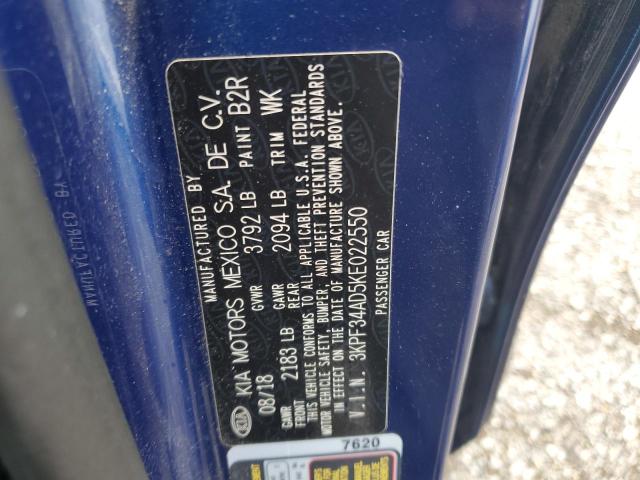 MANUFACTURED BY
KIA KIA MOTORS MEXICO S.A. DE C.V.
08/18 GVWR 3792 LB PAINT B2R
GAWR FRONT 2183 LB GAWR REAR 2094 LB TRIM WK
THIS VEHICLE CONFORMS TO ALL APPLICABLE U.S.A. FEDERAL
MOTOR VEHICLE SAFETY, BUMPER, AND THEFT PREVENTION STANDARDS
IN EFFECT ON THE DATE OF MANUFACTURE SHOWN ABOVE.
V.I.N. 3KPF34AD5KE022550
PASSENGER CAR
7620